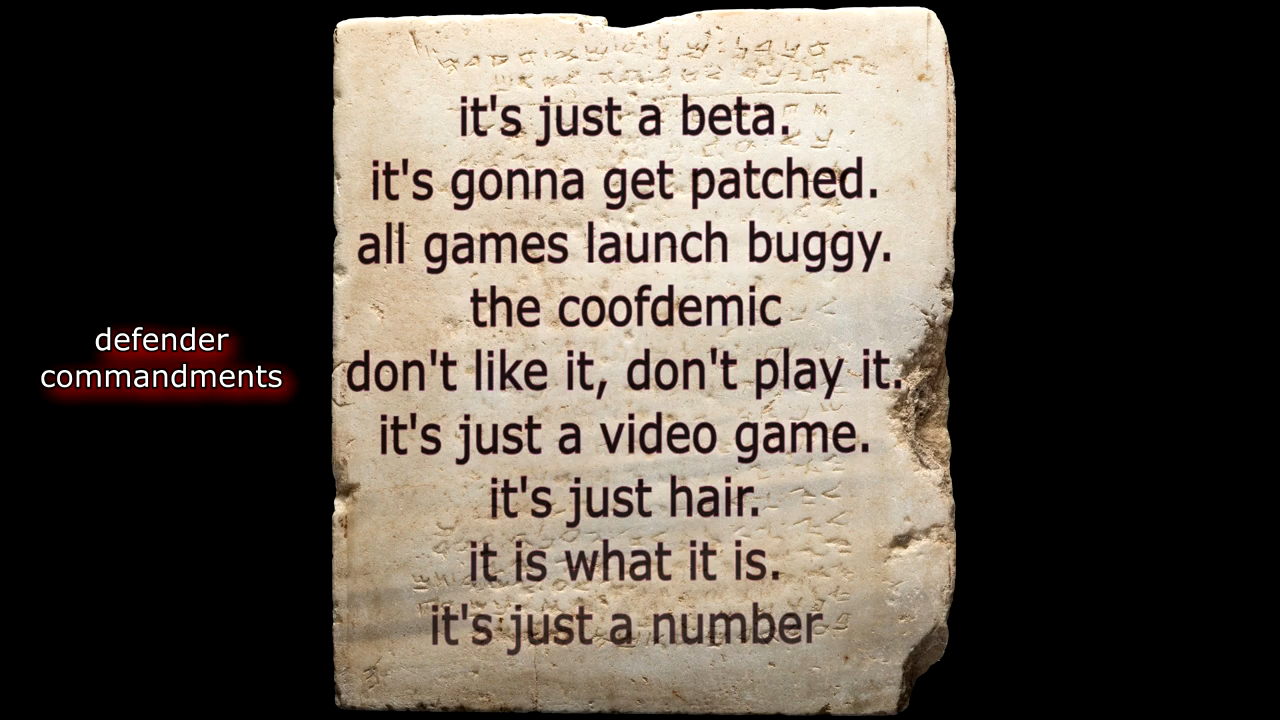 defender
commandments
it's just a beta.
it's gonna get patched.
all games launch buggy.
the coofdemic
don't like it, don't play it.
it's just a video game.
it's just hair.
it is what it is.
it's just a number